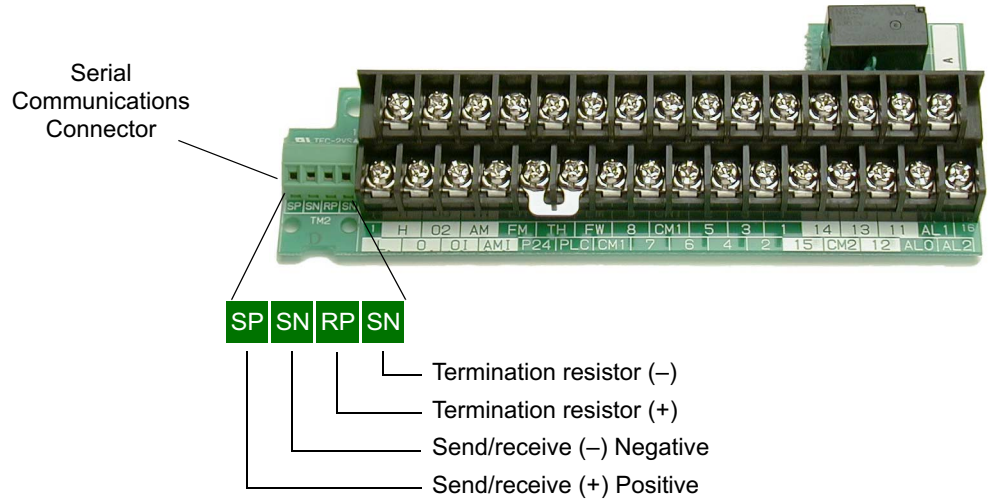 Serial
Communications
Connector
SP SN RP SN
TM2
H O2 AM FM TH FW 8 CM1 5 3 1 14 13 11 AL1
L O OI AMI P24 PLC CM1 7 6 4 2 15 CM2 12 AL0 AL2
A
SP SN RP SN
Termination resistor (–)
Termination resistor (+)
Send/receive (–) Negative
Send/receive (+) Positive